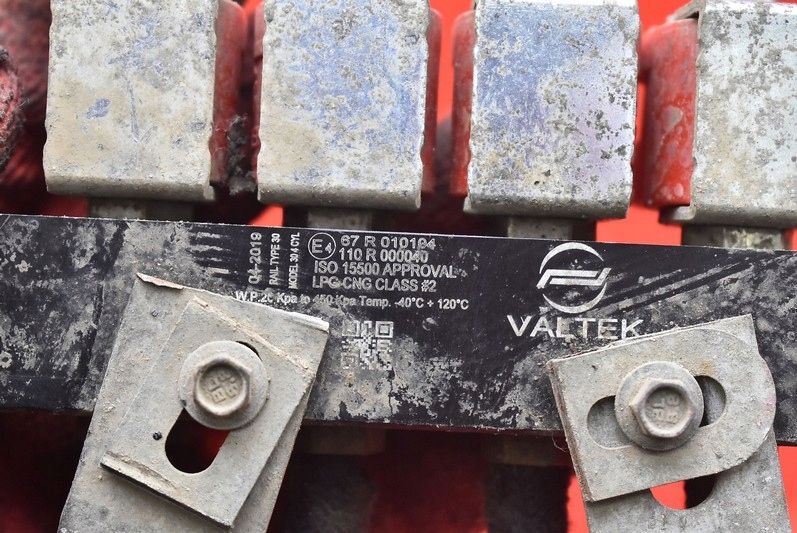 04-2019
RAIL TYPE 30
MODEL 30 4 CYL
E4
67 R 010194
110 R 000040
ISO 15500 APPROVAL
LPG-CNG CLASS #2
W.P. 20 Kpa to 450 Kpa Temp. -40°C + 120°C
VALTEK